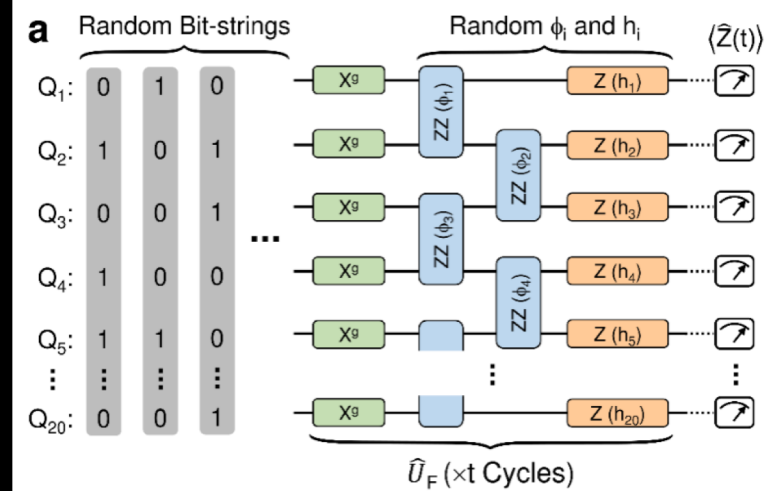 a
Random Bit-strings
Random ϕᵢ and hᵢ
⟨Ẑ(t)⟩
Q₁: 0 1 0 Xᵍ ZZ (ϕ₁) Z (h₁)
Q₂: 1 0 1 Xᵍ ZZ (ϕ₂) Z (h₂)
Q₃: 0 0 1 Xᵍ ZZ (ϕ₃) Z (h₃)
...
Q₄: 1 0 0 Xᵍ ZZ (ϕ₄) Z (h₄)
Q₅: 1 1 0 Xᵍ Z (h₅)
⋮ ⋮ ⋮ ⋮ ⋮ ⋮
Q₂₀: 0 0 1 Xᵍ Z (h₂₀)
Û_F (×t Cycles)